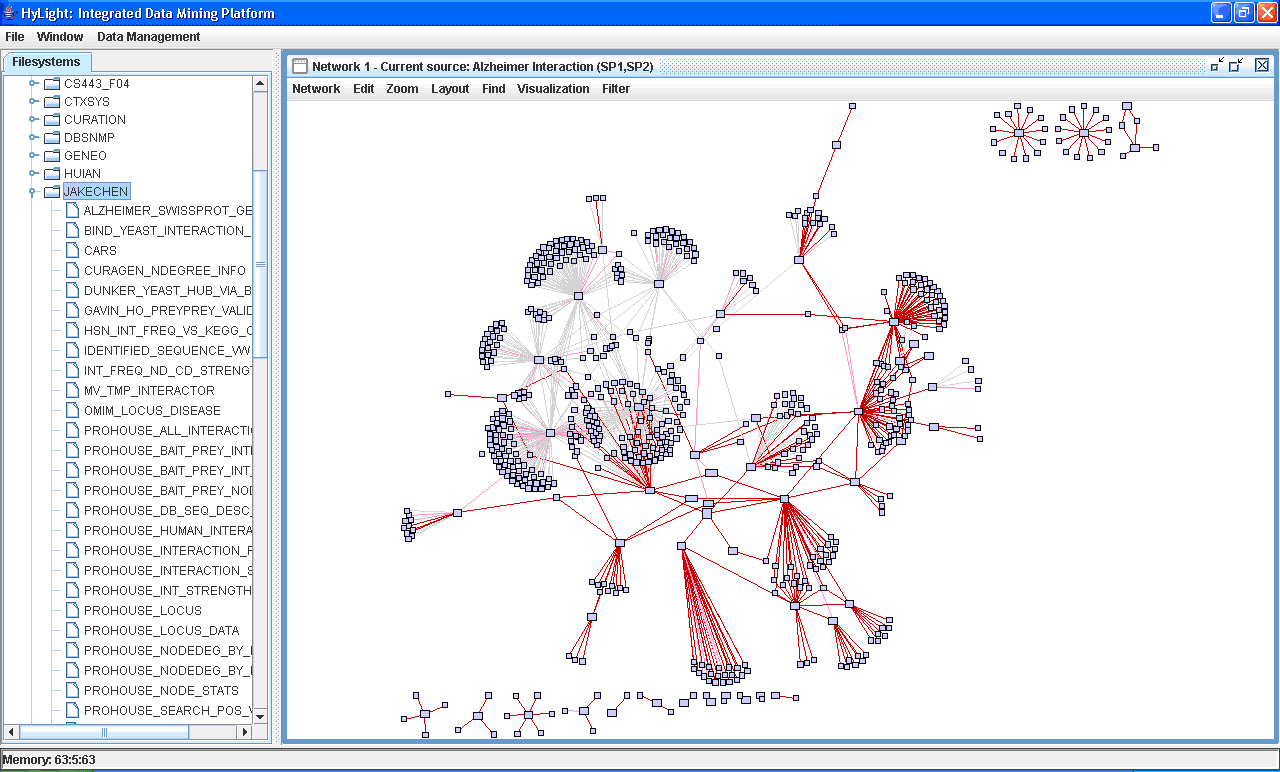 HyLight: Integrated Data Mining Platform
File Window Data Management
Filesystems
CS443_F04
CTXSYS
CURATION
DBSNMP
GENEO
HUIAN
JAKECHEN
ALZHEIMER_SWISSPROT_GE
BIND_YEAST_INTERACTION_
CARS
CURAGEN_NDEGREE_INFO
DUNKER_YEAST_HUB_VIA_B
GAVIN_HO_PREYPREY_VALID
HSN_INT_FREQ_VS_KEGG_C
IDENTIFIED_SEQUENCE_VW
INT_FREQ_ND_CD_STRENGT
MV_TMP_INTERACTOR
OMIM_LOCUS_DISEASE
PROHOUSE_ALL_INTERACTI
PROHOUSE_BAIT_PREY_INTE
PROHOUSE_BAIT_PREY_INT_
PROHOUSE_BAIT_PREY_NOD
PROHOUSE_DB_SEQ_DESC_
PROHOUSE_HUMAN_INTERA
PROHOUSE_INTERACTION_F
PROHOUSE_INTERACTION_S
PROHOUSE_INT_STRENGTH
PROHOUSE_LOCUS
PROHOUSE_LOCUS_DATA
PROHOUSE_NODEDEG_BY_
PROHOUSE_NODEDEG_BY_
PROHOUSE_NODE_STATS
PROHOUSE_SEARCH_POS_V
Network 1 - Current source: Alzheimer Interaction (SP1,SP2)
Network Edit Zoom Layout Find Visualization Filter
Memory: 63:5:63